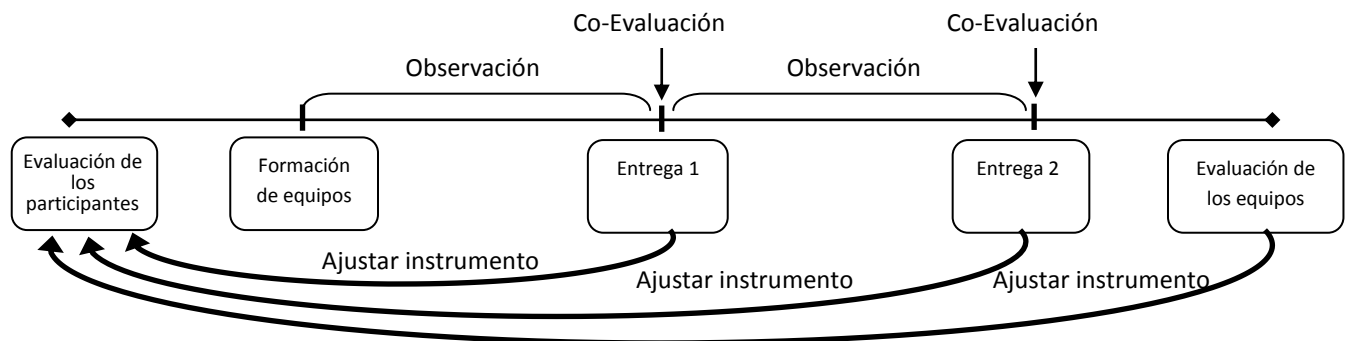 Co-Evaluación
Co-Evaluación
Observación
Observación
Evaluación de
los
participantes
Formación
de equipos
Entrega 1
Entrega 2
Evaluación de
los equipos
Ajustar instrumento
Ajustar instrumento
Ajustar instrumento